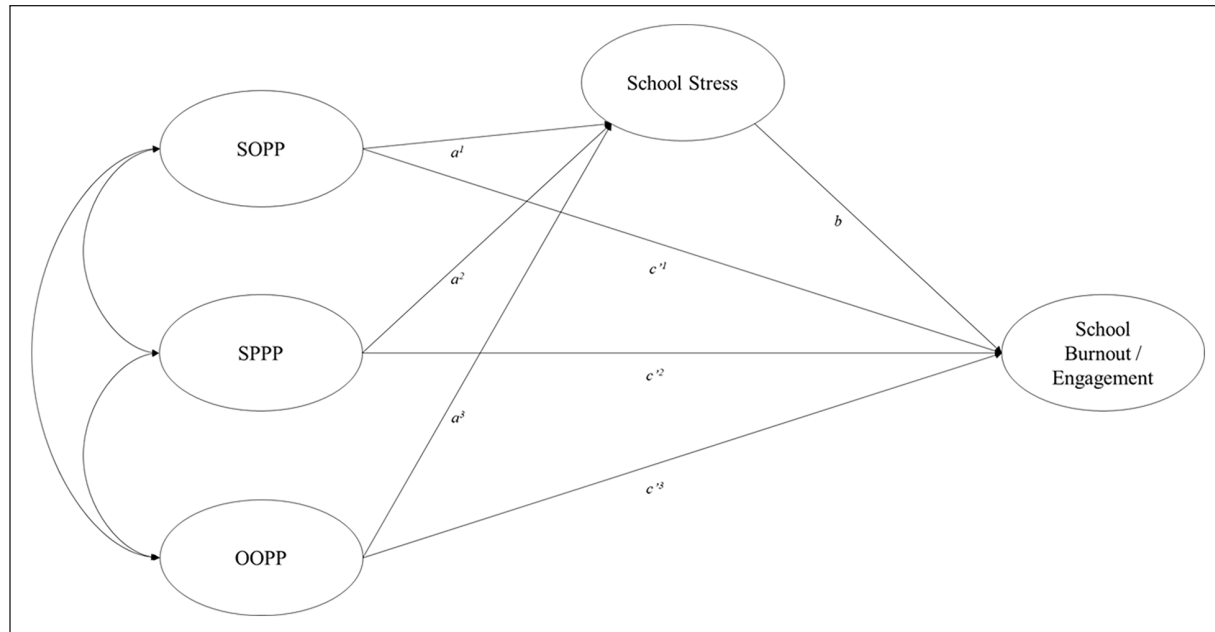 School Stress
SOPP
a¹
b
c'¹
a²
SPPP
c'²
School
Burnout /
Engagement
a³
c'³
OOPP